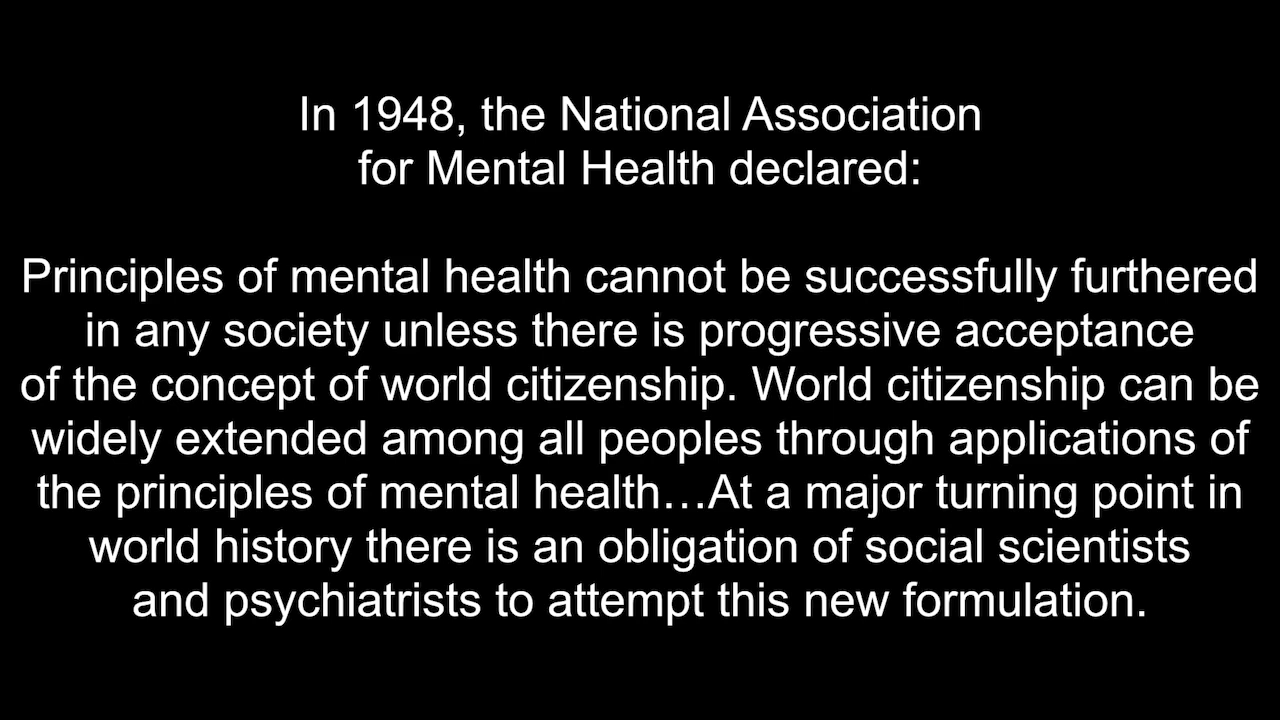 In 1948, the National Association
for Mental Health declared:
Principles of mental health cannot be successfully furthered
in any society unless there is progressive acceptance
of the concept of world citizenship. World citizenship can be
widely extended among all peoples through applications of
the principles of mental health…At a major turning point in
world history there is an obligation of social scientists
and psychiatrists to attempt this new formulation.